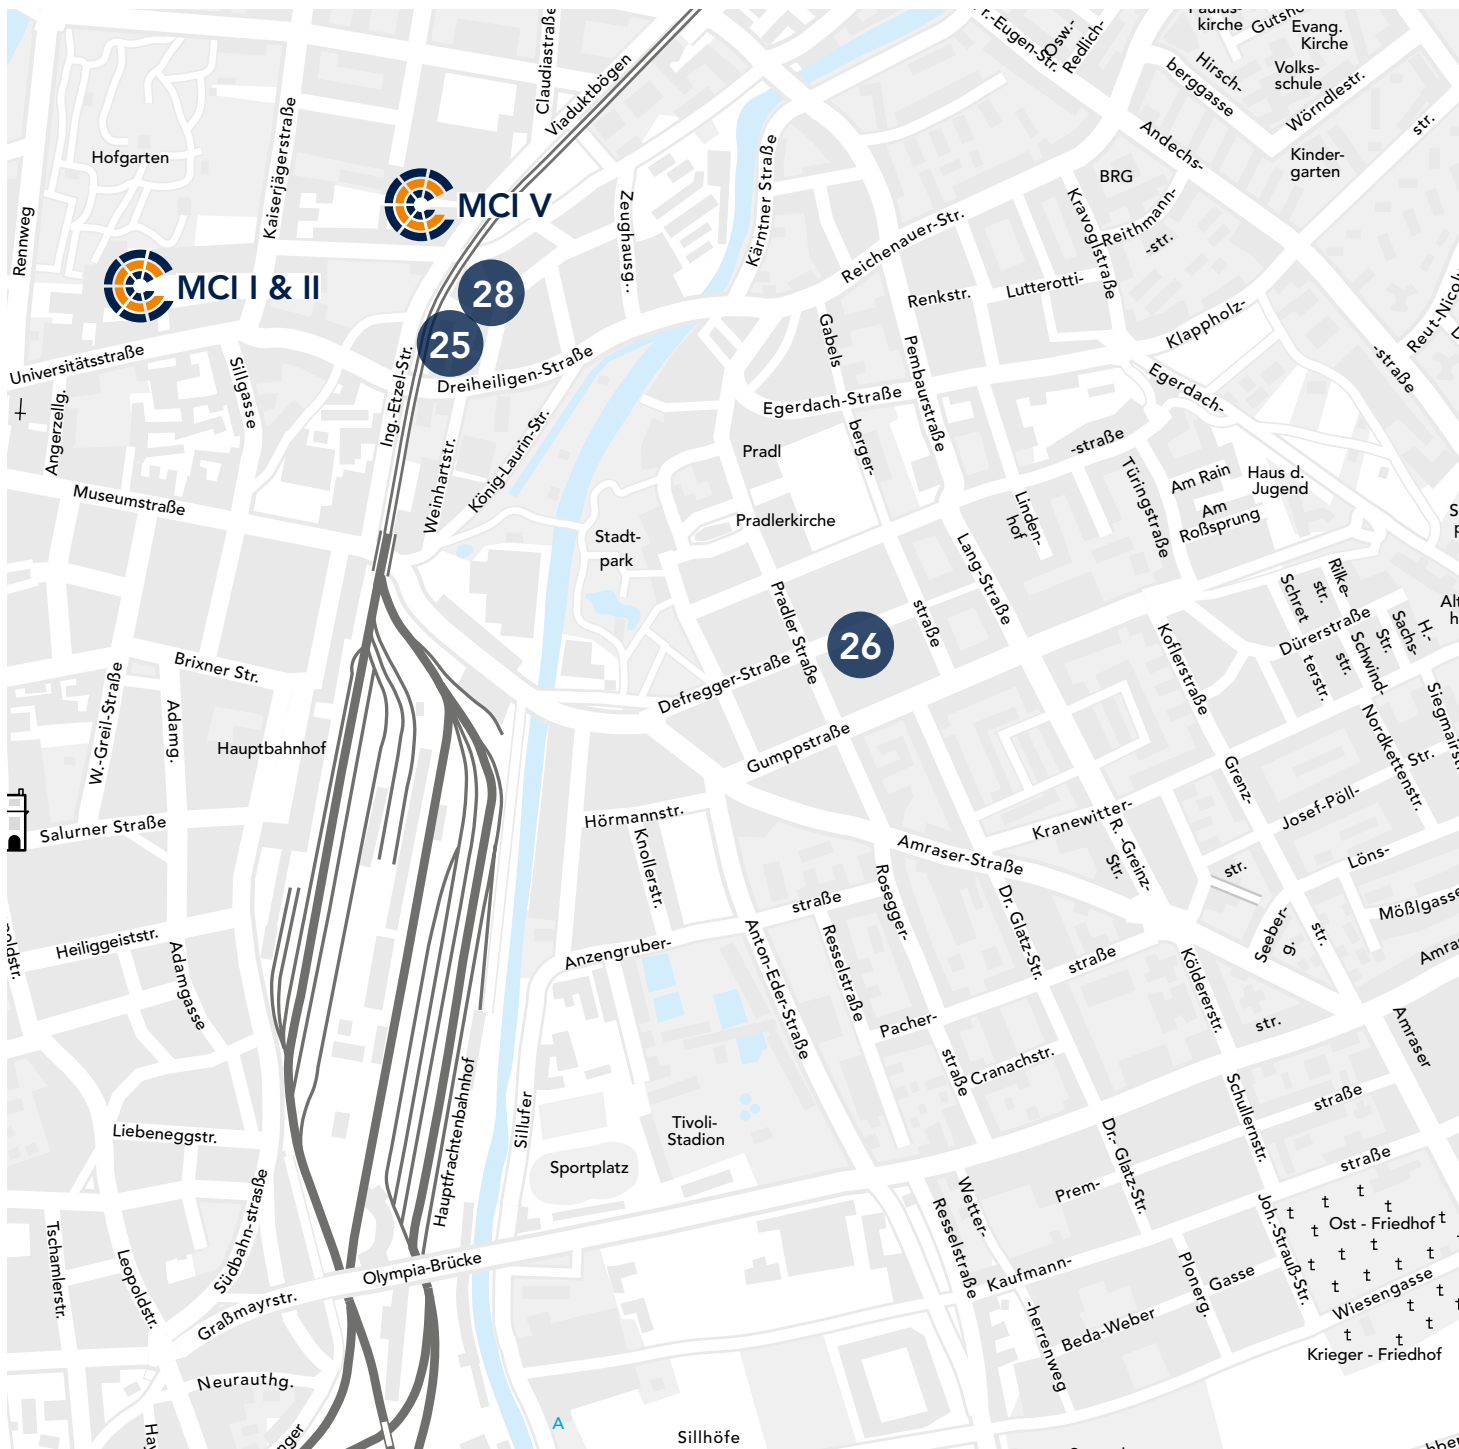 Claudiastraße
Viaduktbögen
r.-Eugen-Str.
Osw.-
Redlich-
kirche
Gutsho
Evang.
Kirche
Hirsch-
berggasse
Volks-
schule
Wörndlestr.
str.
Andechs-
Kinder-
garten
Hofgarten
Kaiserjägerstraße
MCI V
Zeughausg..
Kärntner Straße
BRG
Kravoglstraße
Reithmann-
-str.
Rennweg
Reichenauer-Str.
MCI I & II
28
Renkstr.
Lutterotti-
Klappholz-
Reut-Nicol
25
Gabels
Pembaurstraße
-straße
Universitätsstraße
Sillgasse
Ing.-Etzel-Str.
Dreiheiligen-Straße
Egerdach-
Angerzellg.
Egerdach-Straße
berger-
-straße
König-Laurin-Str.
Weinhartstr.
Pradl
Türingstraße
Am Rain
Haus d.
Jugend
Museumstraße
Pradlerkirche
Linden-
hof
Am
Roßsprung
Stadt-
park
Lang-Straße
Pradler Straße
straße
26
Schret
terstr.
Rilke-
str.
Dürerstraße
Sachs-
Str.
H.-
Schwind-
str.
Brixner Str.
Defregger-Straße
Koflerstraße
W.-Greil-Straße
Adamg.
Siegmairstr
Nordkettenstr.
Hauptbahnhof
Gumppstraße
Grenz-
Str.
Josef-Pöll-
Salurner Straße
Hörmannstr.
Knollerstr.
Kranewitter-
R. -Greinz-
Str.
Amraser-Straße
Löns-
str.
Rosegger-
Dr. Glatz-Str.
Mößlgasse
straße
Seeber-
g.
str.
oldstr.
Heiliggeiststr.
Adamgasse
Anzengruber-
Anton-Eder-Straße
Resselstraße
straße
Köldererstr.
Amra
Pacher-
straße
str.
Amraser
Cranachstr.
Hauptfrachtenbahnhof
Sillufer
Schullernstr.
straße
Liebeneggstr.
Tivoli-
Stadion
Dr.- Glatz-Str.
straße
Sportplatz
Prem-
Wetter-
Resselstraße
Joh.-Strauß-Str.
Ost - Friedhof
Südbahn-strasße
Tschamlerstr.
Leopoldstr.
Olympia-Brücke
Kaufmann-
Plonerg.
Gasse
Wiesengasse
Graßmayrstr.
-herrenweg
Beda-Weber
Krieger - Friedhof
Neurauthg.
A
Sillhöfe
nger